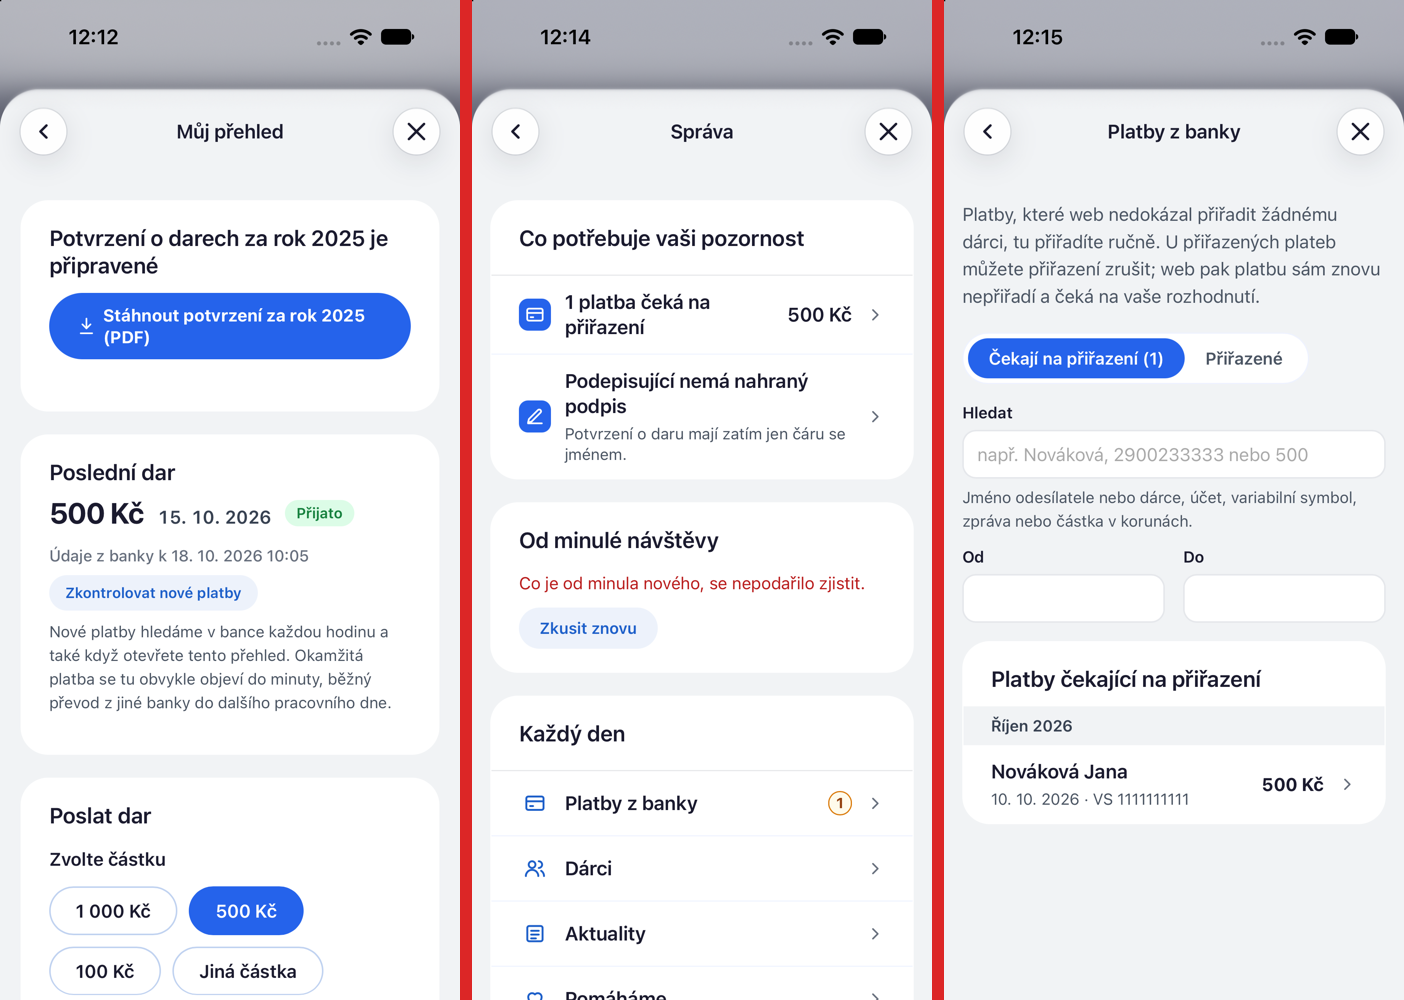 12:12
Můj přehled
Potvrzení o darech za rok 2025 je
připravené
Stáhnout potvrzení za rok 2025
(PDF)
Poslední dar
500 Kč 15. 10. 2026 Přijato
Údaje z banky k 18. 10. 2026 10:05
Zkontrolovat nové platby
Nové platby hledáme v bance každou hodinu a
také když otevřete tento přehled. Okamžitá
platba se tu obvykle objeví do minuty, běžný
převod z jiné banky do dalšího pracovního dne.
Poslat dar
Zvolte částku
1 000 Kč 500 Kč
100 Kč Jiná částka
12:14
Správa
Co potřebuje vaši pozornost
1 platba čeká na
přiřazení
500 Kč
Podepisující nemá nahraný
podpis
Potvrzení o daru mají zatím jen čáru se
jménem.
Od minulé návštěvy
Co je od minula nového, se nepodařilo zjistit.
Zkusit znovu
Každý den
Platby z banky 1
Dárci
Aktuality
Pomáháme
12:15
Platby z banky
Platby, které web nedokázal přiřadit žádnému
dárci, tu přiřadíte ručně. U přiřazených plateb
můžete přiřazení zrušit; web pak platbu sám znovu
nepřiřadí a čeká na vaše rozhodnutí.
Čekají na přiřazení (1) Přiřazené
Hledat
např. Nováková, 2900233333 nebo 500
Jméno odesílatele nebo dárce, účet, variabilní symbol,
zpráva nebo částka v korunách.
Od Do
Platby čekající na přiřazení
Říjen 2026
Nováková Jana
10. 10. 2026 · VS 1111111111
500 Kč